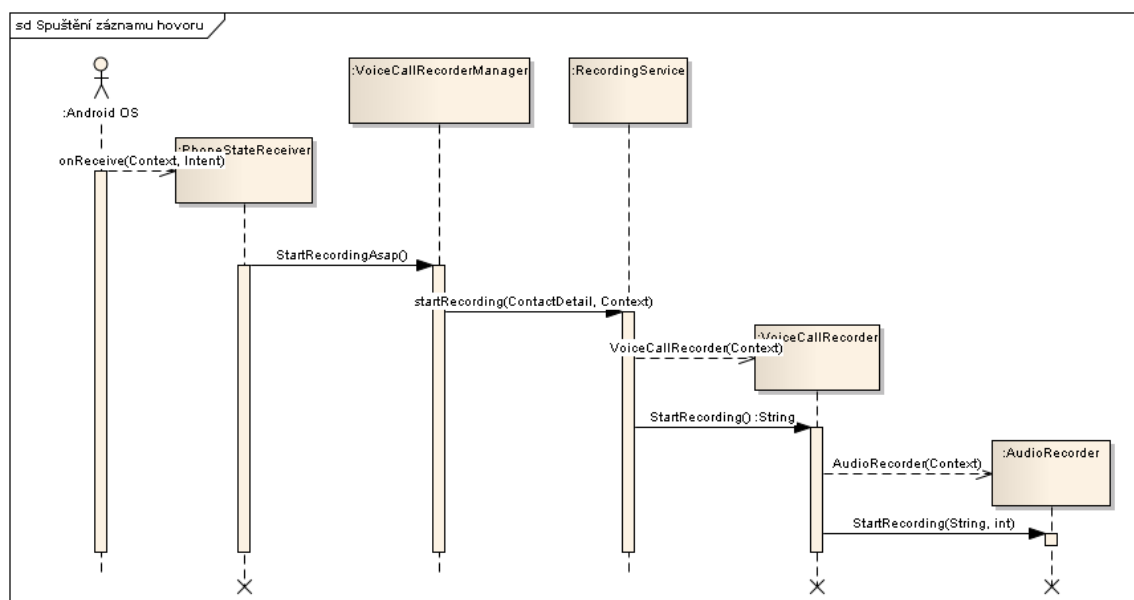 sd Spuštění záznamu hovoru
:VoiceCallRecorderManager
:RecordingService
:Android OS
:PhoneStateReceiver
onReceive(Context, Intent)
StartRecordingAsap()
startRecording(ContactDetail, Context)
:VoiceCallRecorder
VoiceCallRecorder(Context)
StartRecording() :String
:AudioRecorder
AudioRecorder(Context)
StartRecording(String, int)